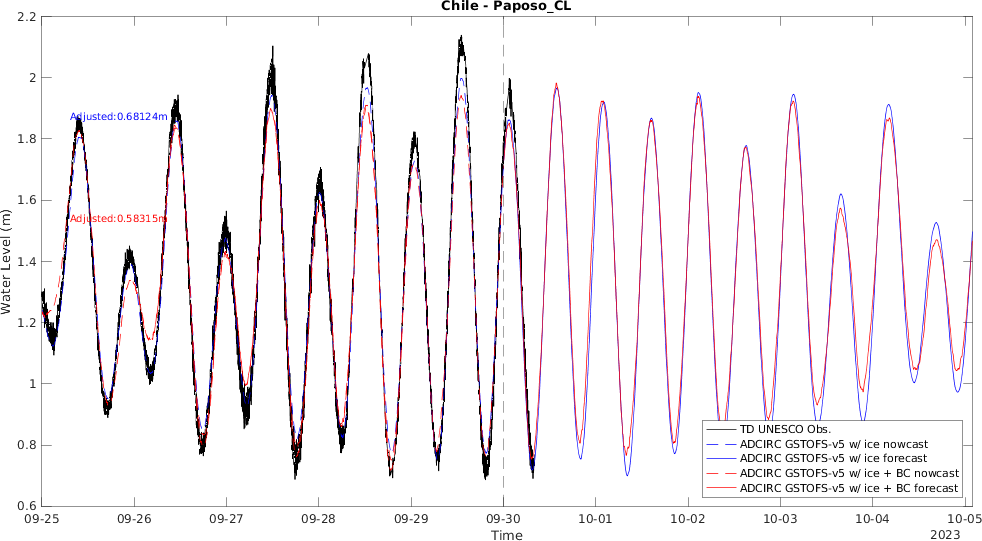 Chile - Paposo_CL
2.2
2
1.8
1.6
1.4
1.2
1
0.8
0.6
Water Level (m)
Adjusted:0.68124m
Adjusted:0.58315m
TD UNESCO Obs.
ADCIRC GSTOFS-v5 w/ ice nowcast
ADCIRC GSTOFS-v5 w/ ice forecast
ADCIRC GSTOFS-v5 w/ ice + BC nowcast
ADCIRC GSTOFS-v5 w/ ice + BC forecast
09-25 09-26 09-27 09-28 09-29 09-30 10-01 10-02 10-03 10-04 10-05
Time
2023